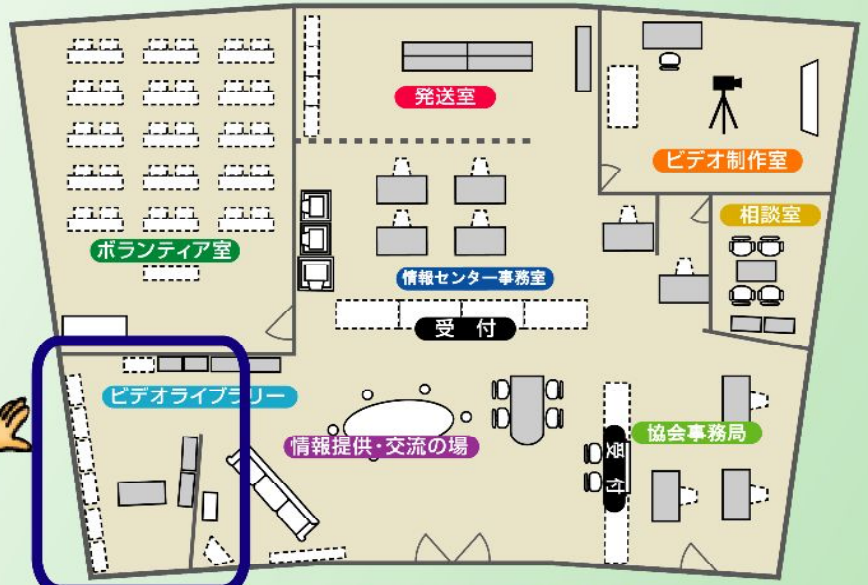 発送室
ビデオ制作室
相談室
ボランティア室
情報センター事務室
受 付
ビデオライブラリー
情報提供・交流の場
協会事務局
受付